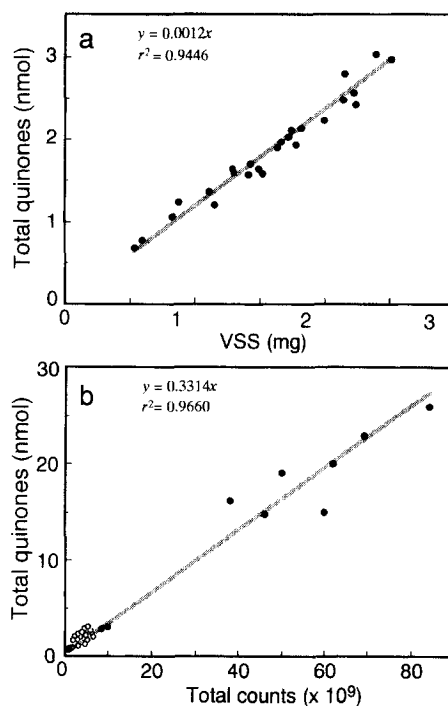 a
y = 0.0012x
r² = 0.9446
Total quinones (nmol)
3
2
1
0
0 1 2 3
VSS (mg)
b
y = 0.3314x
r² = 0.9660
Total quinones (nmol)
30
20
10
0
0 20 40 60 80
Total counts (x 10⁹)